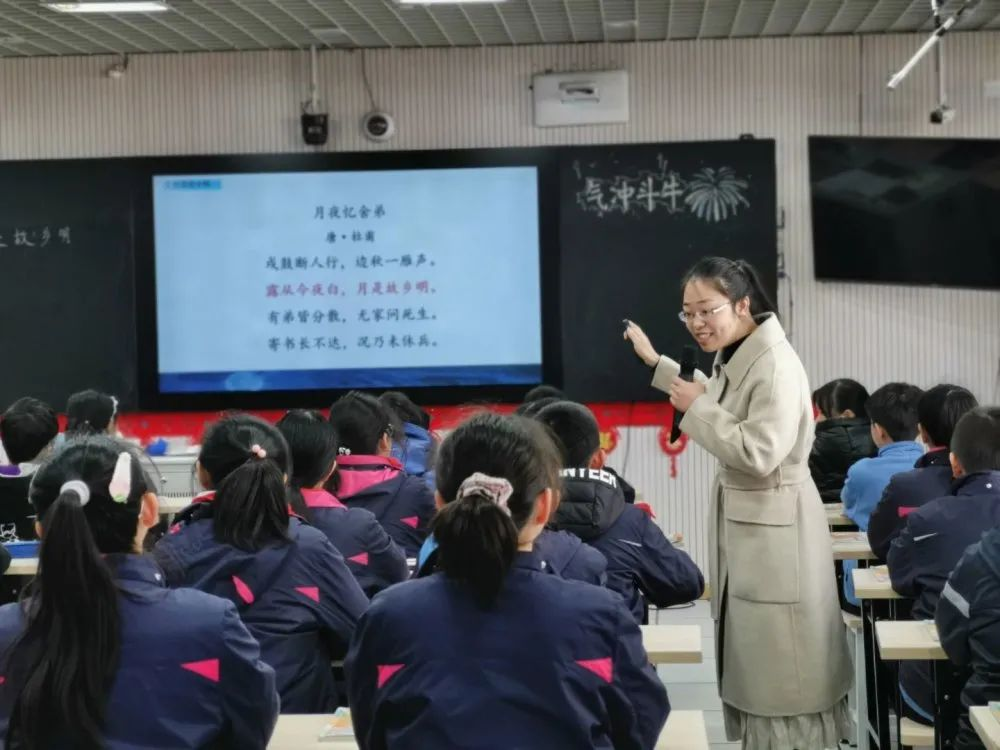 故乡明
月夜忆舍弟
唐·杜甫
戍鼓断人行，边秋一雁声。
露从今夜白，月是故乡明。
有弟皆分散，无家问死生。
寄书长不达，况乃未休兵。
气冲斗牛